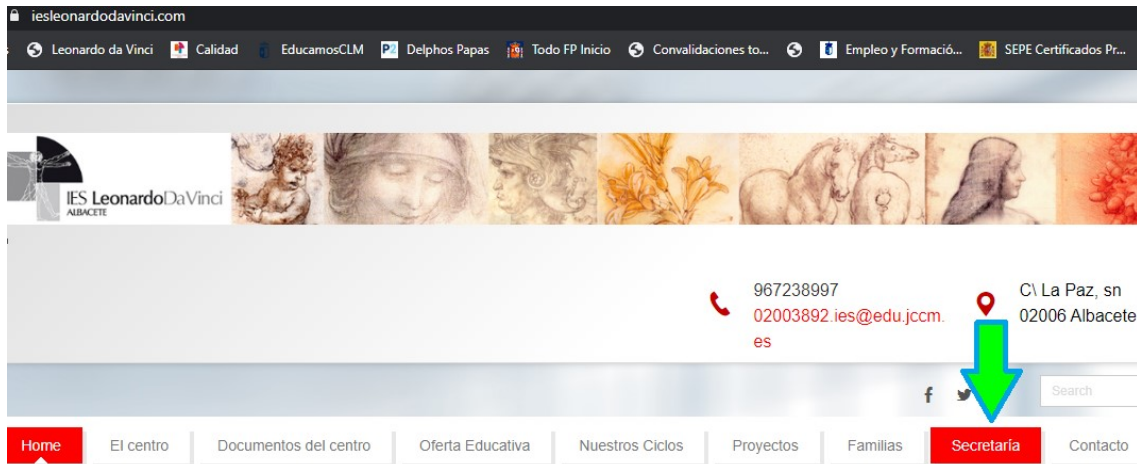 iesleonardodavinci.com
Leonardo da Vinci Calidad EducamosCLM Delphos Papas Todo FP Inicio Convalidaciones to... Empleo y Formació... SEPE Certificados Pr...
IES LeonardoDaVinci
ALBACETE
967238997
02003892.ies@edu.jccm.
es
C\ La Paz, sn
02006 Albacete
Search
Home El centro Documentos del centro Oferta Educativa Nuestros Ciclos Proyectos Familias Secretaría Contacto